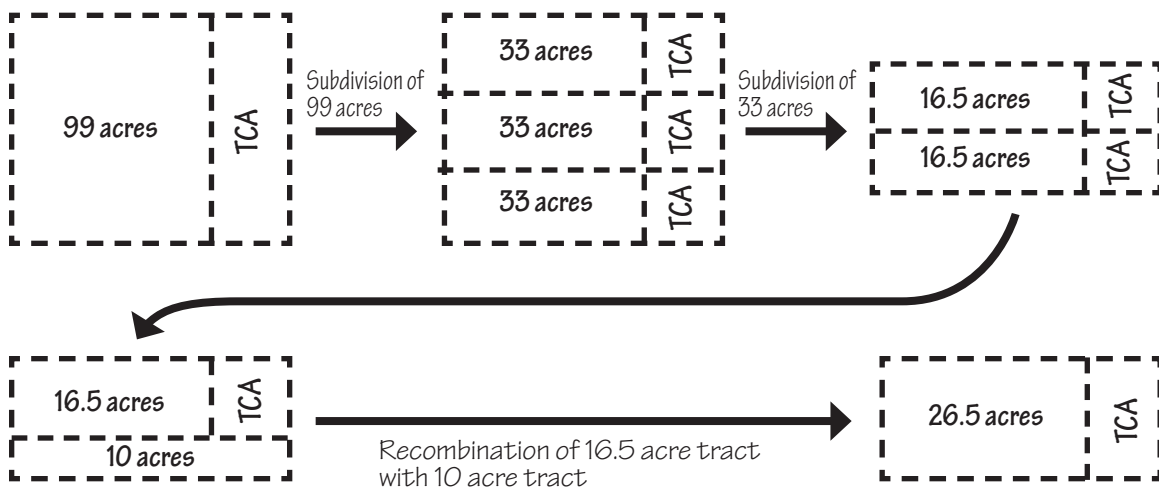 99 acres
TCA
Subdivision of
99 acres
33 acres
TCA
33 acres
TCA
33 acres
TCA
Subdivision of
33 acres
16.5 acres
TCA
16.5 acres
TCA
16.5 acres
TCA
10 acres
Recombination of 16.5 acre tract
with 10 acre tract
26.5 acres
TCA